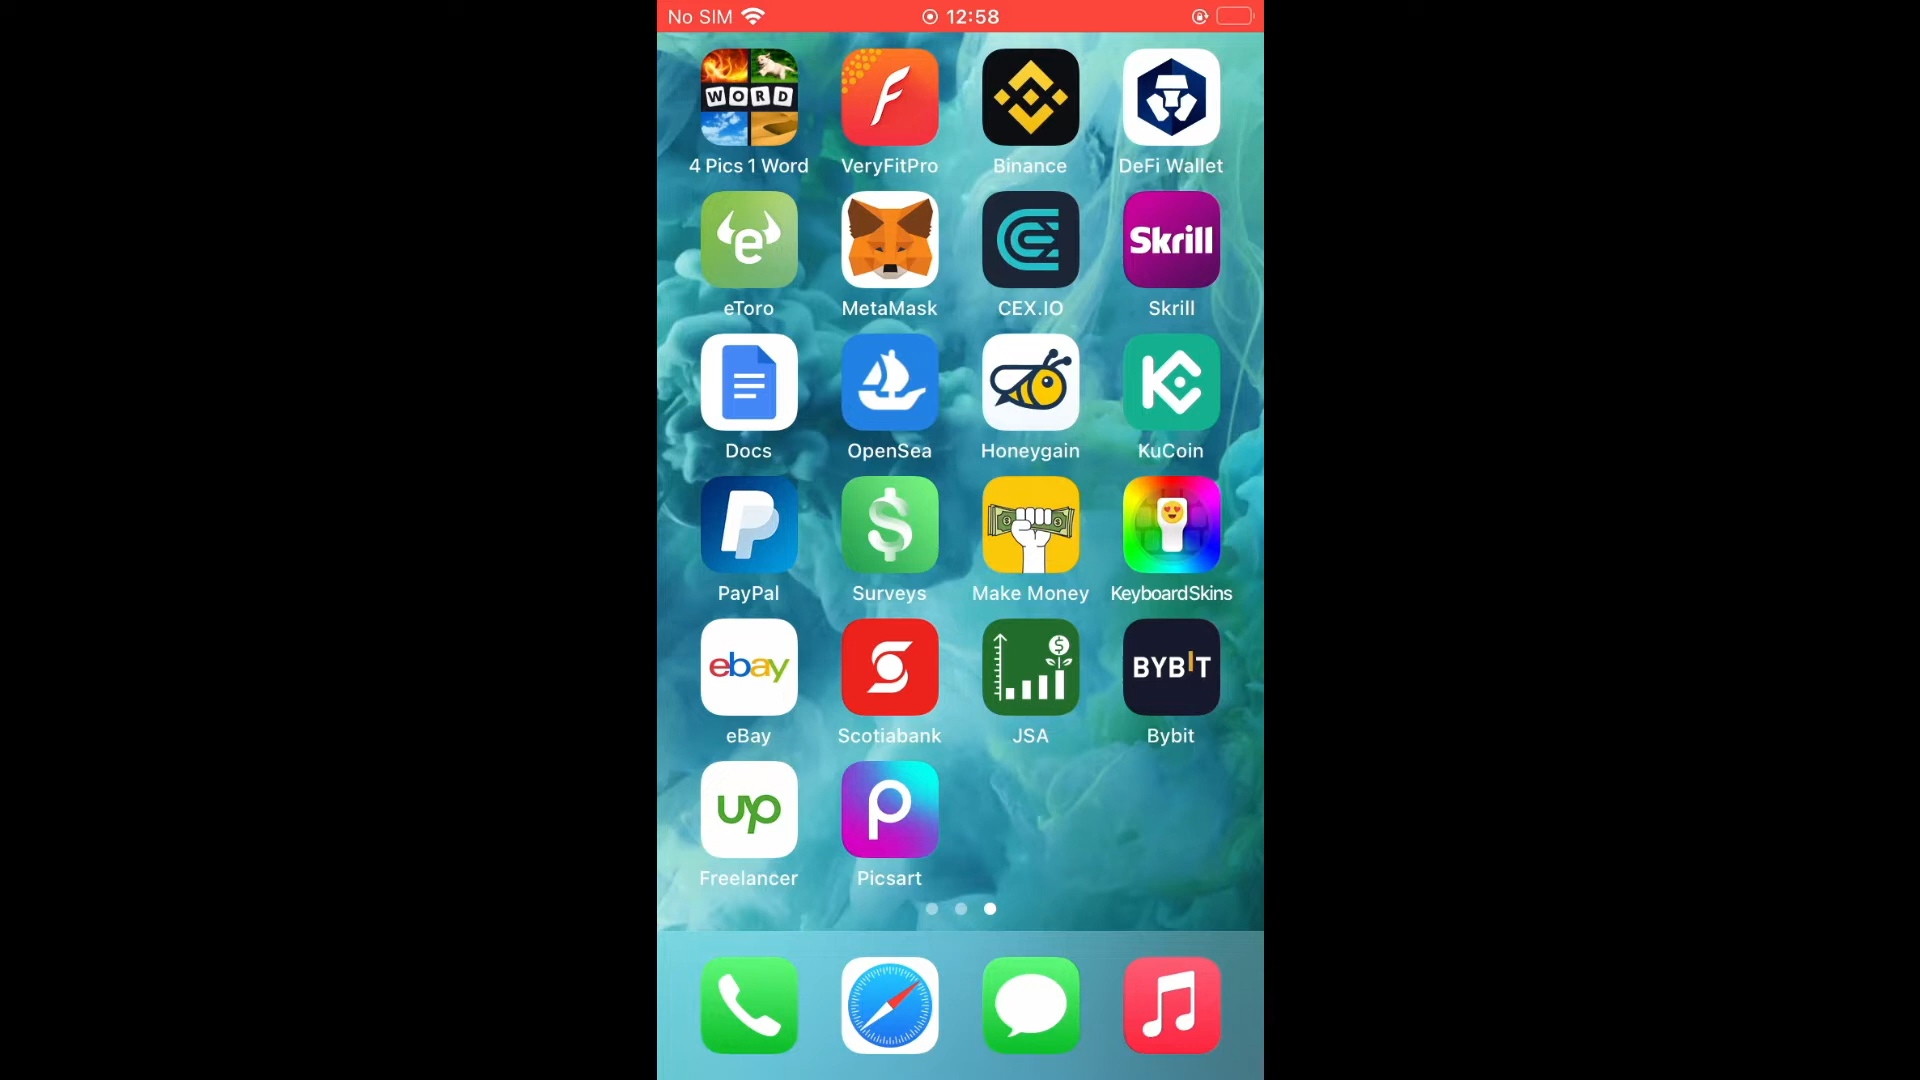 No SIM 12:58
WORD
4 Pics 1 Word VeryFitPro Binance DeFi Wallet
e Skrill
eToro MetaMask CEX.IO Skrill
Docs OpenSea Honeygain KuCoin
$
PayPal Surveys Make Money KeyboardSkins
ebay BYBIT
eBay Scotiabank JSA Bybit
up
Freelancer Picsart